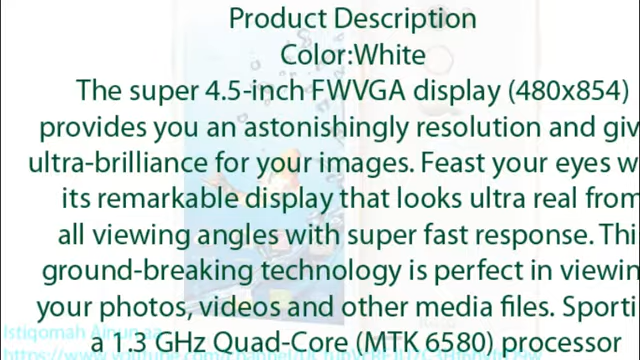 Product Description
Color:White
The super 4.5-inch FWVGA display (480x854)
provides you an astonishingly resolution and giv
ultra-brilliance for your images. Feast your eyes w
its remarkable display that looks ultra real from
all viewing angles with super fast response. Thi
ground-breaking technology is perfect in viewin
your photos, videos and other media files. Sporti
a 1.3 GHz Quad-Core (MTK 6580) processor
Istiqomah Ainun